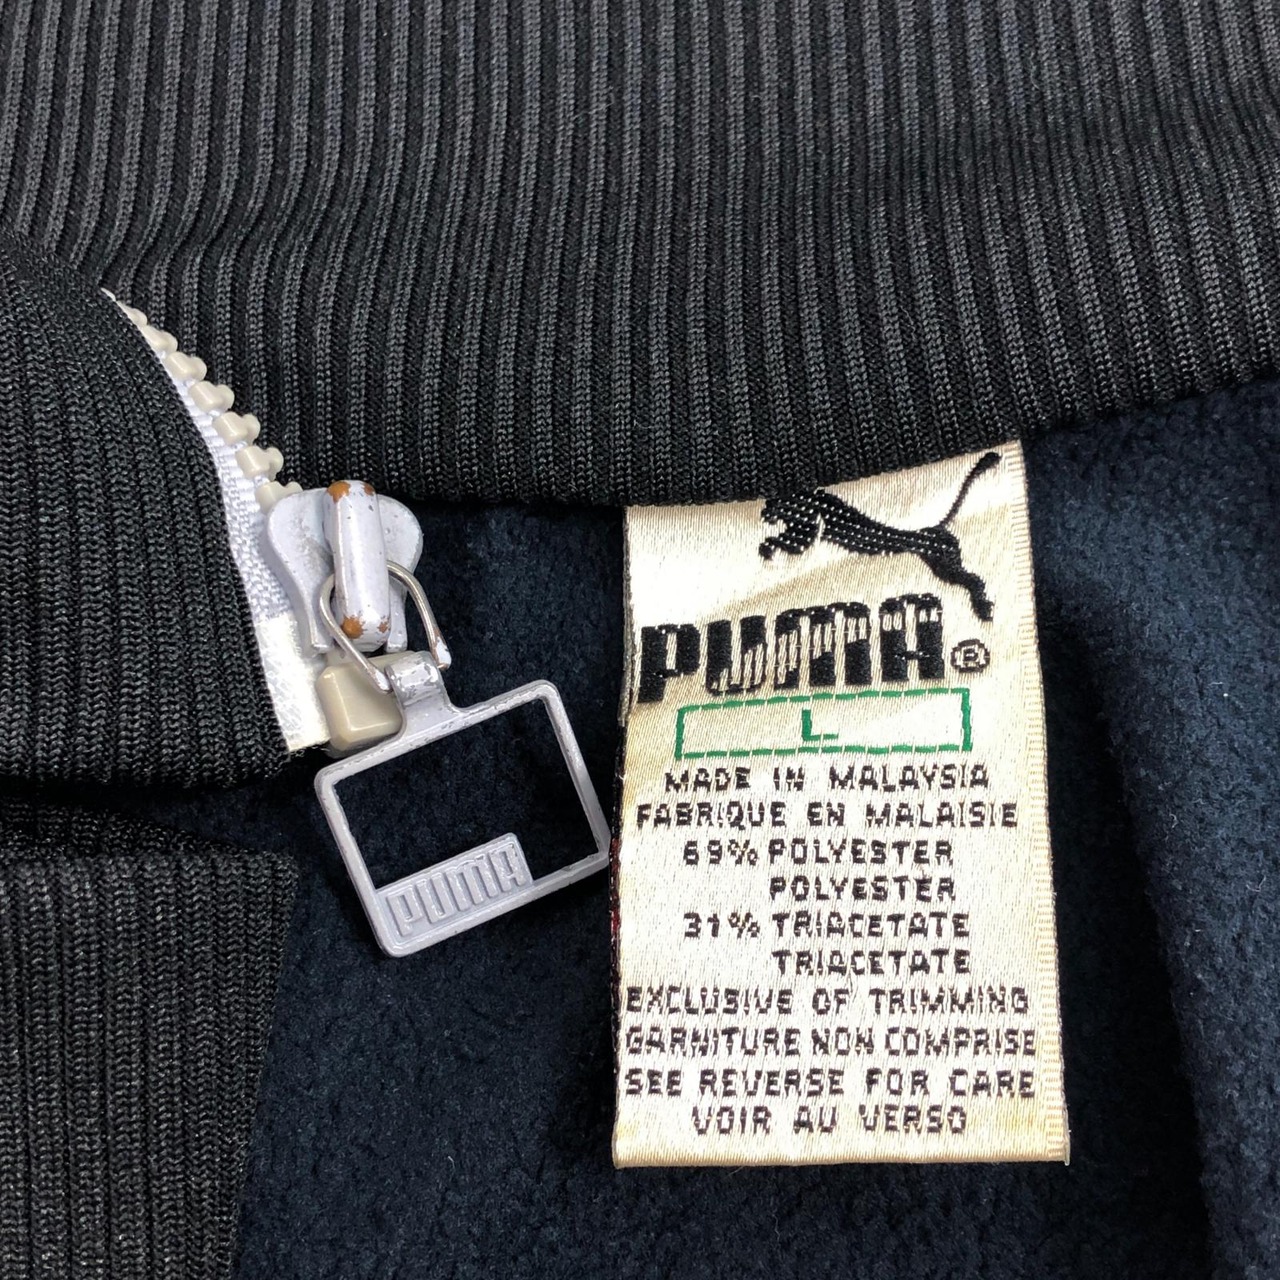 PUMA®
L
MADE IN MALAYSIA
FABRIQUE EN MALAISIE
69% POLYESTER
POLYESTER
31% TRIACETATE
TRIACETATE
EXCLUSIVE OF TRIMMING
GARNITURE NON COMPRISE
SEE REVERSE FOR CARE
VOIR AU VERSO
PUMA